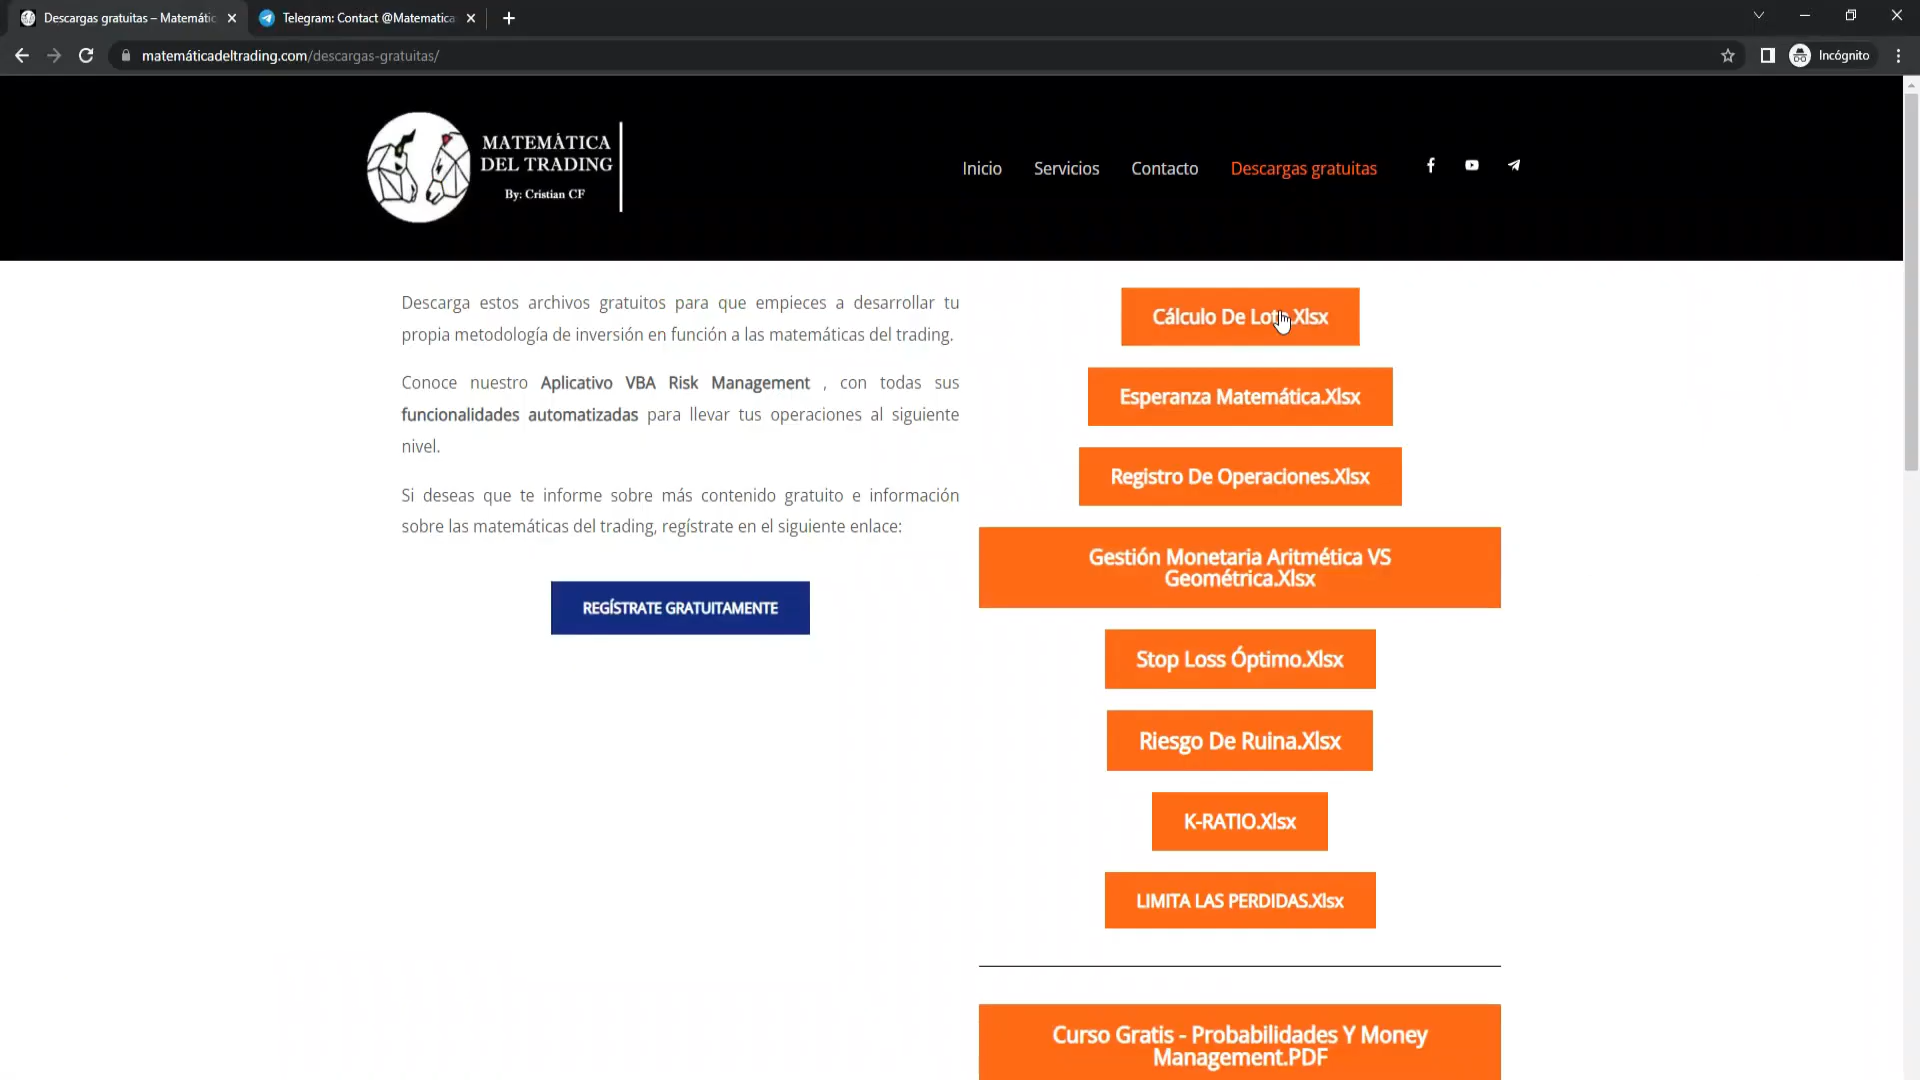 Descargas gratuitas – Matemátic
Telegram: Contact @Matematica
matemáticadeltrading.com/descargas-gratuitas/
Incógnito
MATEMÁTICA
DEL TRADING
By: Cristian CF
Inicio
Servicios
Contacto
Descargas gratuitas
Descarga estos archivos gratuitos para que empieces a desarrollar tu
propia metodología de inversión en función a las matemáticas del trading.
Conoce nuestro Aplicativo VBA Risk Management , con todas sus
funcionalidades automatizadas para llevar tus operaciones al siguiente
nivel.
Si deseas que te informe sobre más contenido gratuito e información
sobre las matemáticas del trading, regístrate en el siguiente enlace:
REGÍSTRATE GRATUITAMENTE
Cálculo De Lote.Xlsx
Esperanza Matemática.Xlsx
Registro De Operaciones.Xlsx
Gestión Monetaria Aritmética VS
Geométrica.Xlsx
Stop Loss Óptimo.Xlsx
Riesgo De Ruina.Xlsx
K-RATIO.Xlsx
LIMITA LAS PERDIDAS.Xlsx
Curso Gratis - Probabilidades Y Money
Management.PDF